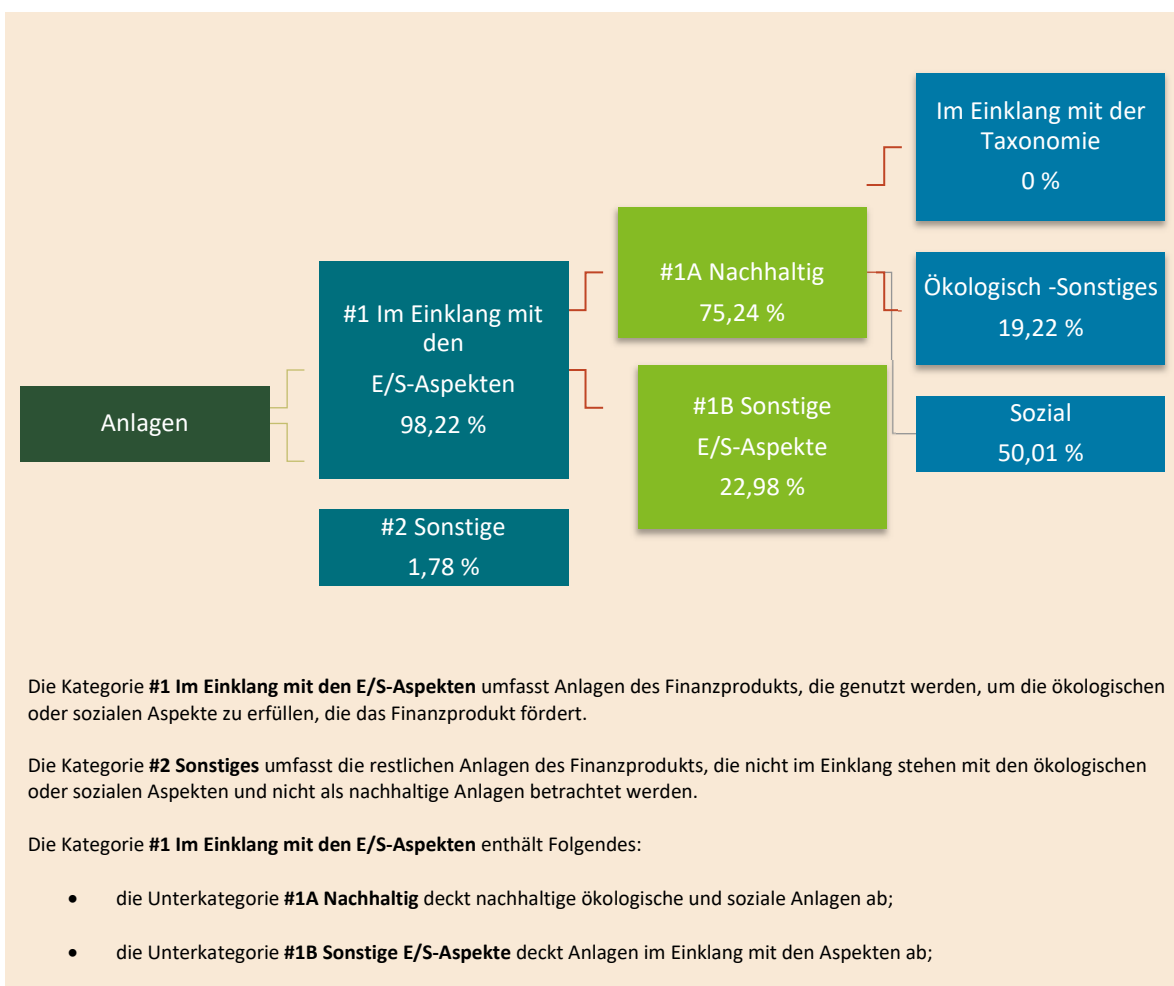 Im Einklang mit der
Taxonomie
0 %
#1A Nachhaltig
75,24 %
Ökologisch -Sonstiges
19,22 %
#1 Im Einklang mit
den
E/S-Aspekten
98,22 %
Anlagen
#1B Sonstige
E/S-Aspekte
22,98 %
Sozial
50,01 %
#2 Sonstige
1,78 %
Die Kategorie #1 Im Einklang mit den E/S-Aspekten umfasst Anlagen des Finanzprodukts, die genutzt werden, um die ökologischen
oder sozialen Aspekte zu erfüllen, die das Finanzprodukt fördert.
Die Kategorie #2 Sonstiges umfasst die restlichen Anlagen des Finanzprodukts, die nicht im Einklang stehen mit den ökologischen
oder sozialen Aspekten und nicht als nachhaltige Anlagen betrachtet werden.
Die Kategorie #1 Im Einklang mit den E/S-Aspekten enthält Folgendes:
• die Unterkategorie #1A Nachhaltig deckt nachhaltige ökologische und soziale Anlagen ab;
• die Unterkategorie #1B Sonstige E/S-Aspekte deckt Anlagen im Einklang mit den Aspekten ab;